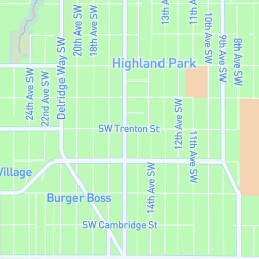 20th Ave SW
18th Ave SW
13th A
11th A
10th Ave SW
9th Ave SW
8th Ave SW
Highland Park
24th Ave SW
22nd Ave SW
Delridge Way SW
SW Trenton St
12th Ave SW
11th Ave SW
Village
14th Ave SW
Burger Boss
SW Cambridge St